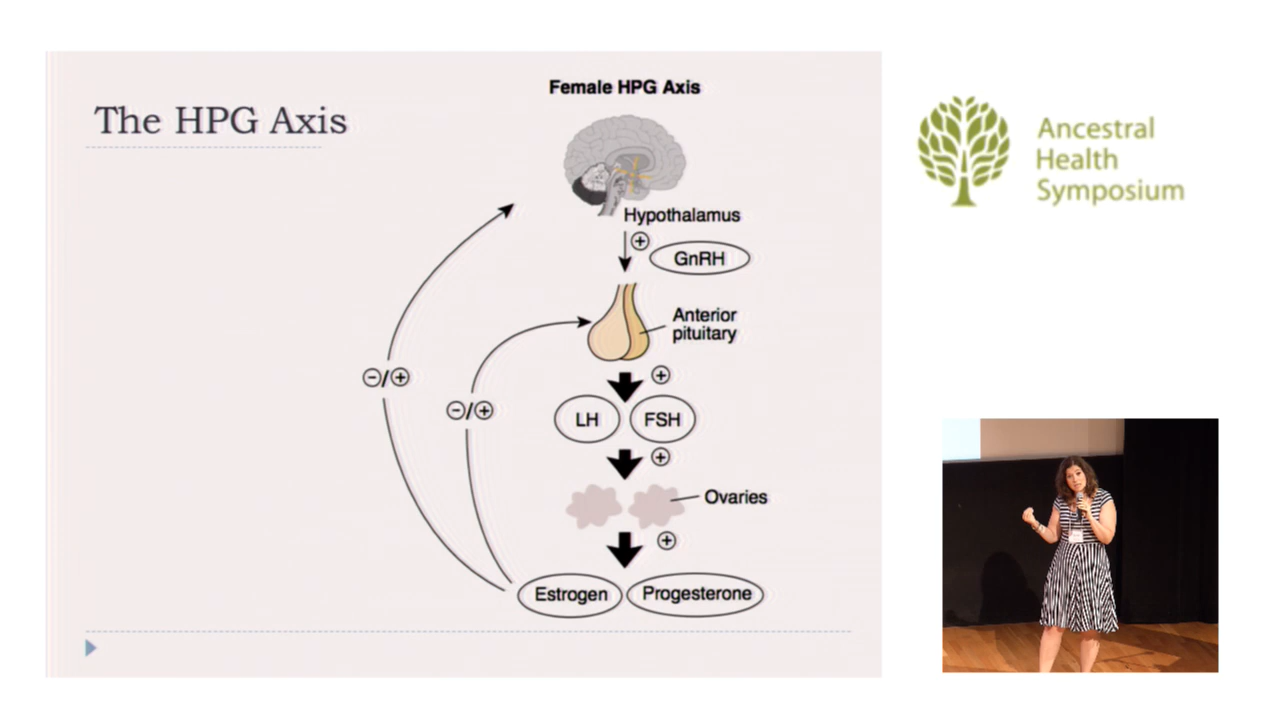 The HPG Axis
Female HPG Axis
Hypothalamus
⊕
GnRH
Anterior
pituitary
⊕
⊖/⊕
⊖/⊕
LH
FSH
⊕
Ovaries
⊕
Estrogen
Progesterone
Ancestral
Health
Symposium